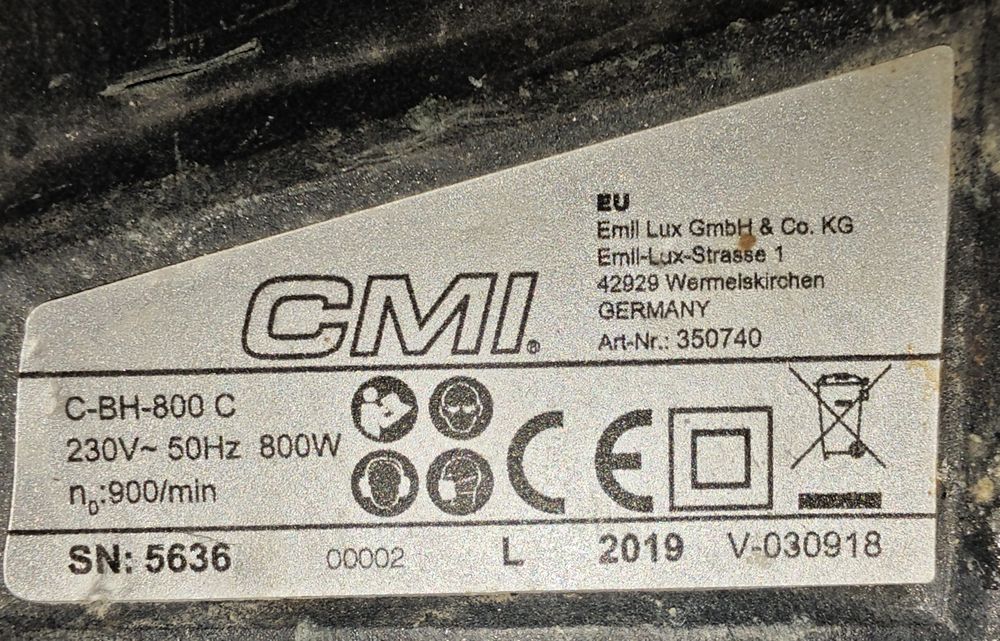 EU
Emil Lux GmbH & Co. KG
Emil-Lux-Strasse 1
42929 Wermelskirchen
GERMANY
Art-Nr.: 350740
CMI®
C-BH-800 C
230V~ 50Hz 800W
n₀:900/min
CE
SN: 5636 00002 L 2019 V-030918